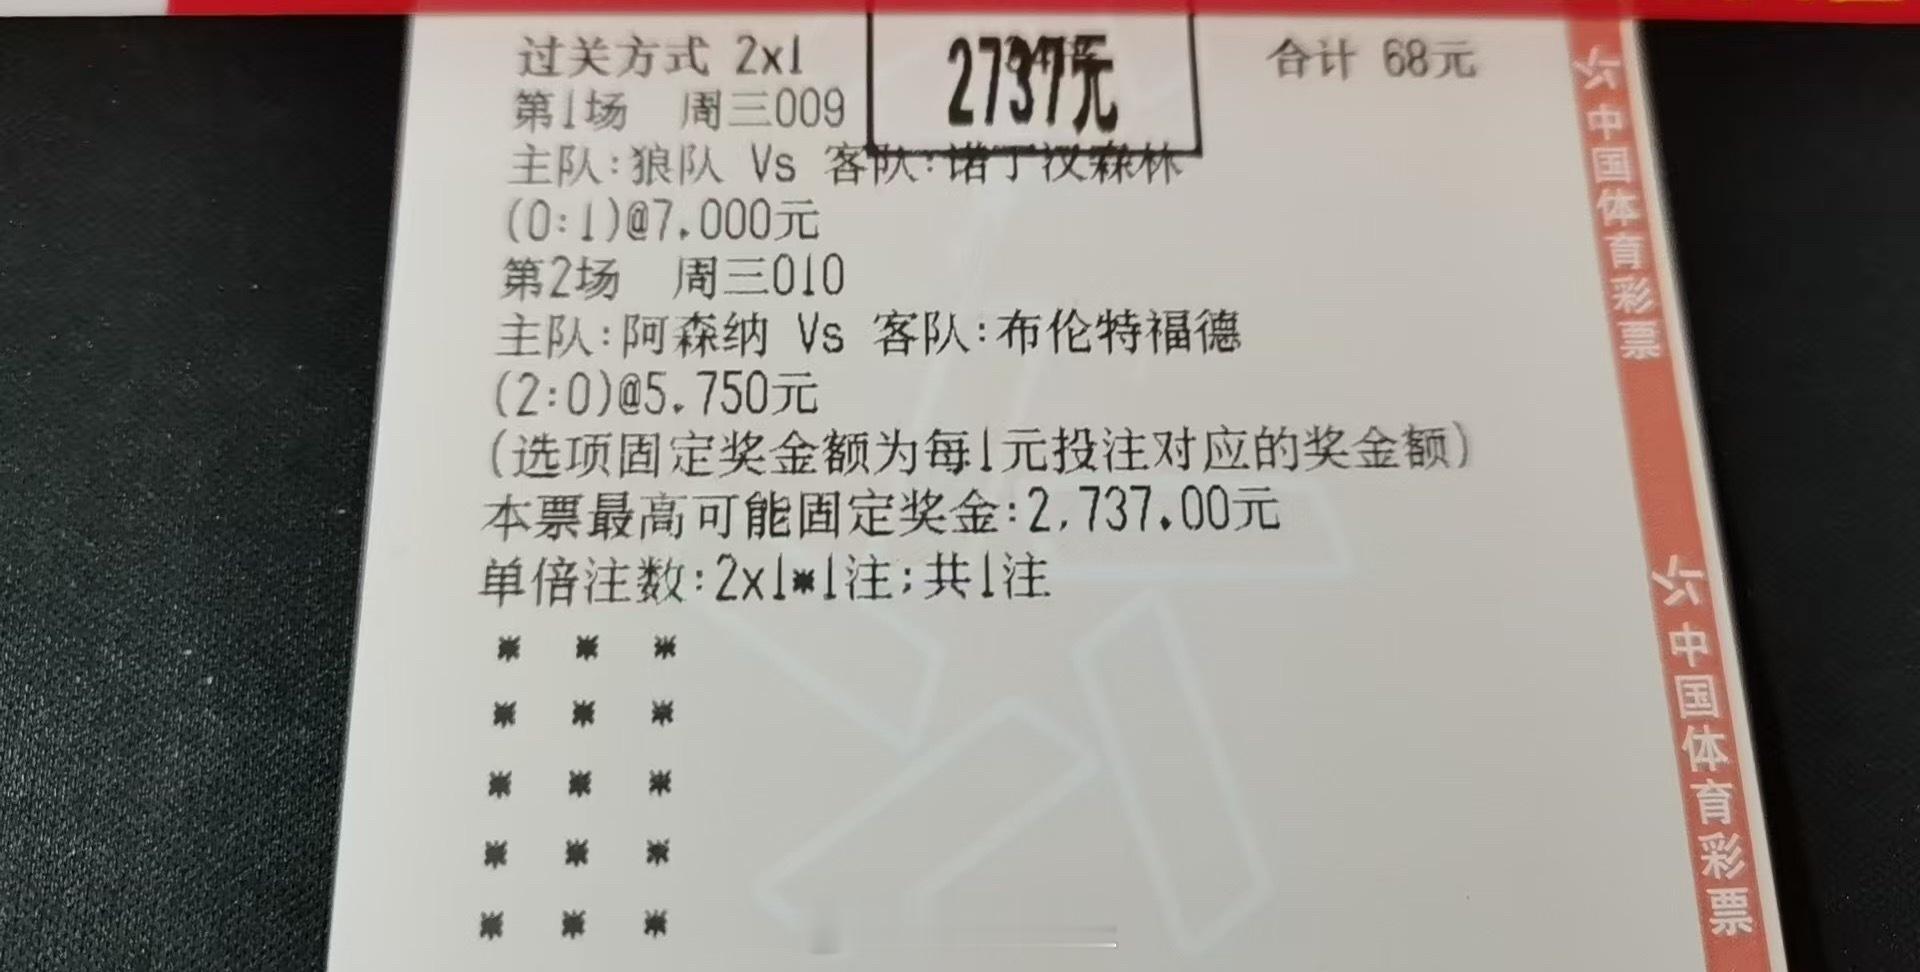 过关方式 2x1
2737元
合计 68元
第1场 周三009
主队:狼队 Vs 客队:诺丁汉森林
(0:1)@7.000元
第2场 周三010
主队:阿森纳 Vs 客队:布伦特福德
(2:0)@5.750元
(选项固定奖金额为每1元投注对应的奖金额)
本票最高可能固定奖金:2,737.00元
单倍注数:2x1*1注;共1注
* * *
* * *
* * *
* * *
* * *
中国体育彩票
中国体育彩票